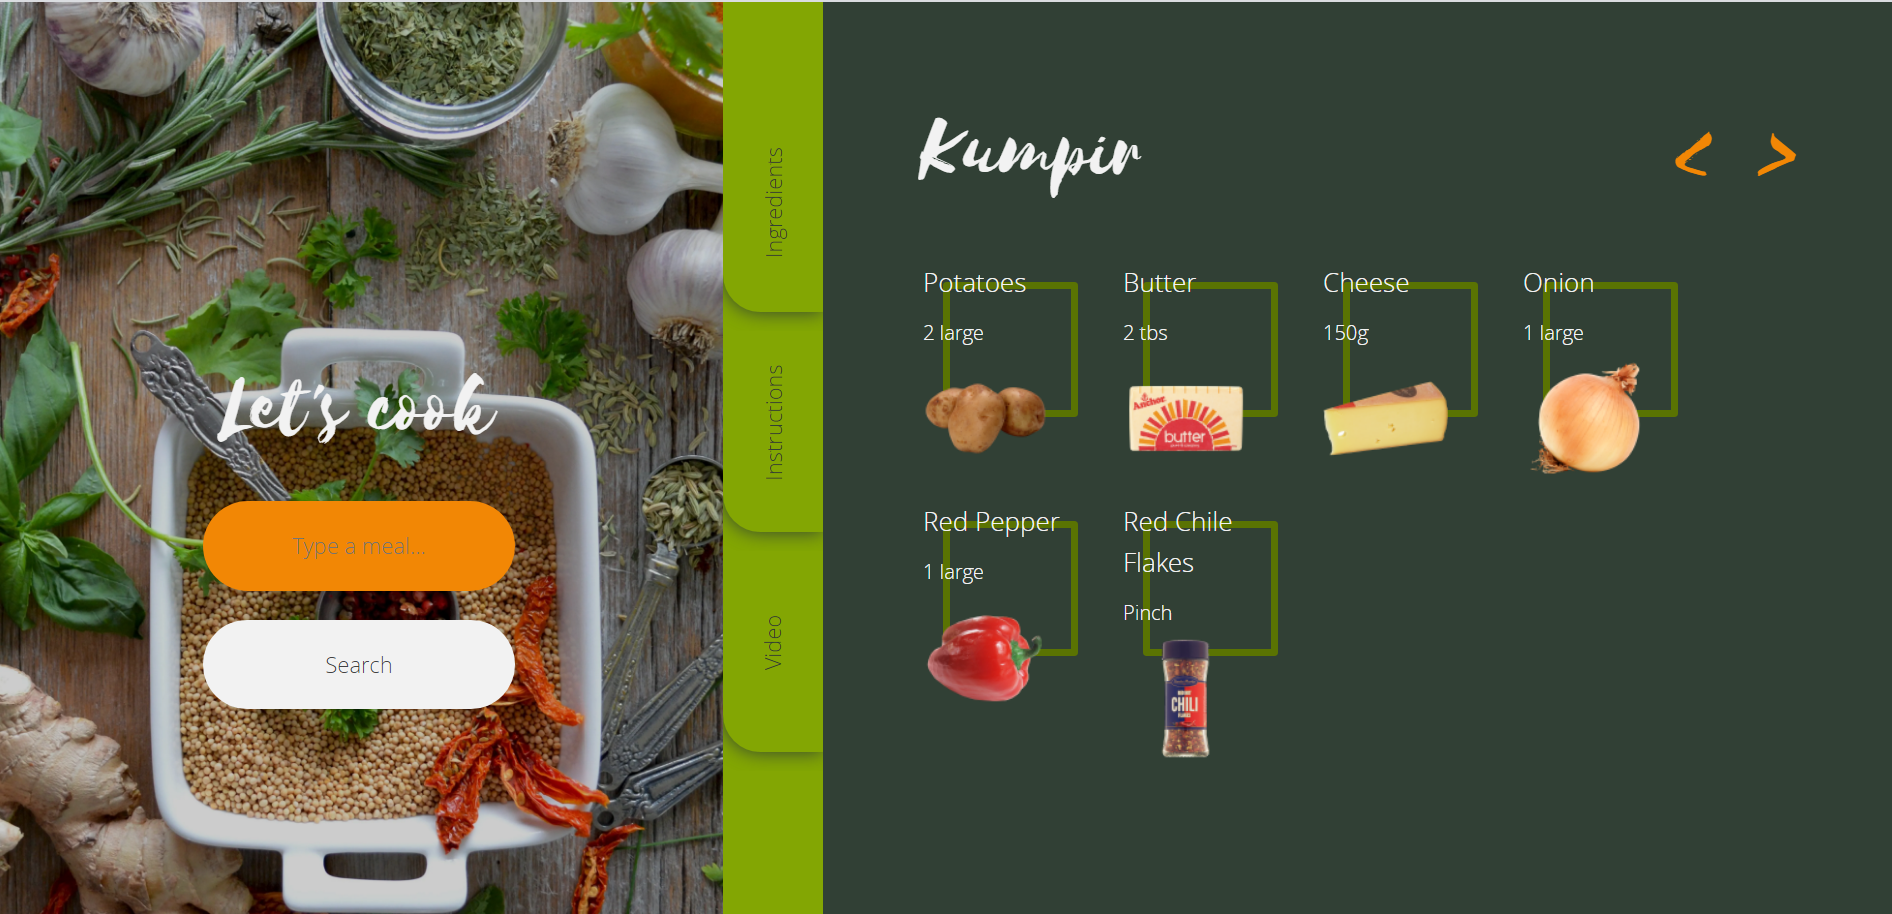 Let's cook
Type a meal...
Search
Ingredients
Instructions
Video
Kumpir
< >
Potatoes
2 large
Butter
2 tbs
Anchor
butter
Cheese
150g
Onion
1 large
Red Pepper
1 large
Red Chile
Flakes
Pinch
CHILI
FLAKES